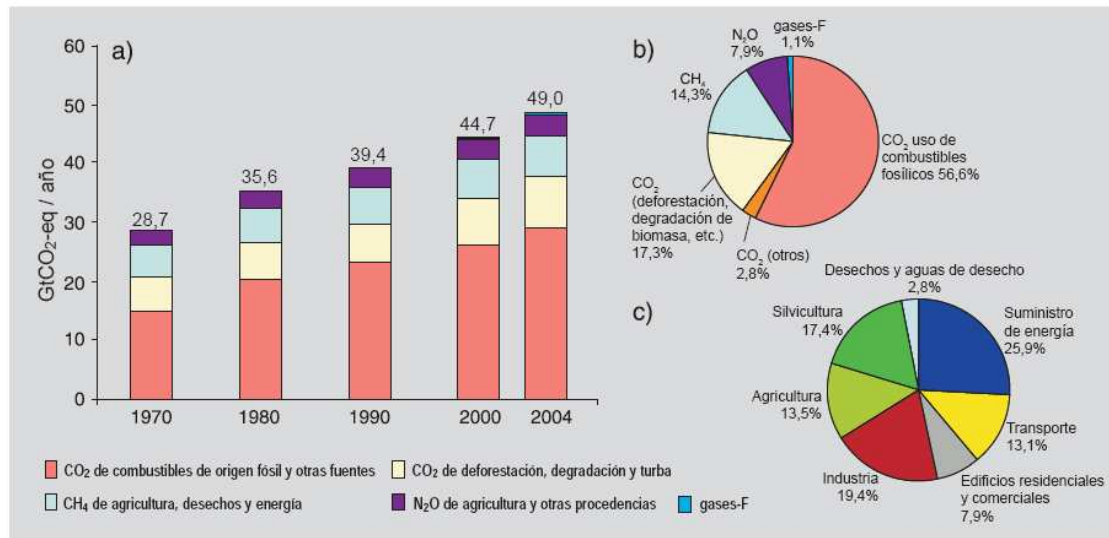 a)
GtCO₂-eq / año
60
50
40
30
20
10
0
28,7
35,6
39,4
44,7
49,0
1970
1980
1990
2000
2004
CO₂ de combustibles de origen fósil y otras fuentes
CO₂ de deforestación, degradación y turba
CH₄ de agricultura, desechos y energía
N₂O de agricultura y otras procedencias
gases-F
b)
gases-F
1,1%
N₂O
7,9%
CH₄
14,3%
CO₂ uso de
combustibles
fosílicos 56,6%
CO₂
(deforestación,
degradación de
biomasa, etc.)
17,3%
CO₂ (otros)
2,8%
c)
Desechos y aguas de desecho
2,8%
Silvicultura
17,4%
Suministro
de energía
25,9%
Agricultura
13,5%
Transporte
13,1%
Industria
19,4%
Edificios residenciales
y comerciales
7,9%